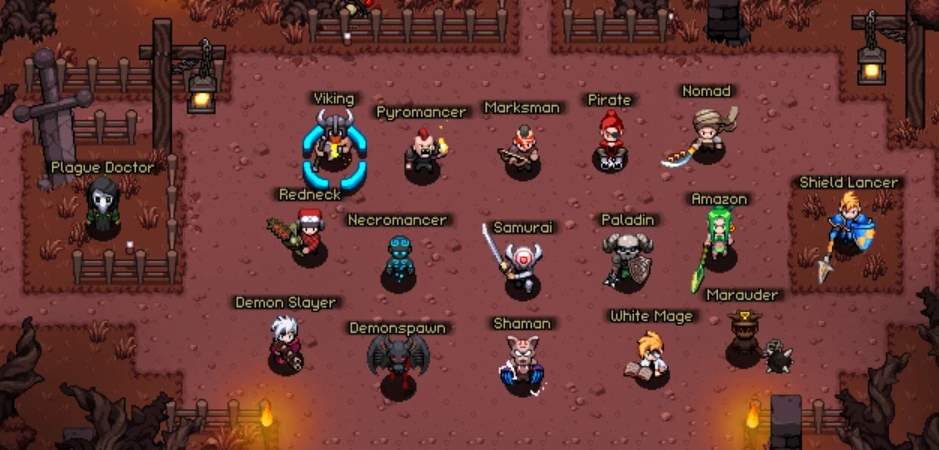 Viking
Pyromancer
Marksman
Pirate
Nomad
Plague Doctor
Redneck
Necromancer
Samurai
Paladin
Amazon
Shield Lancer
Demon Slayer
Demonspawn
Shaman
White Mage
Marauder